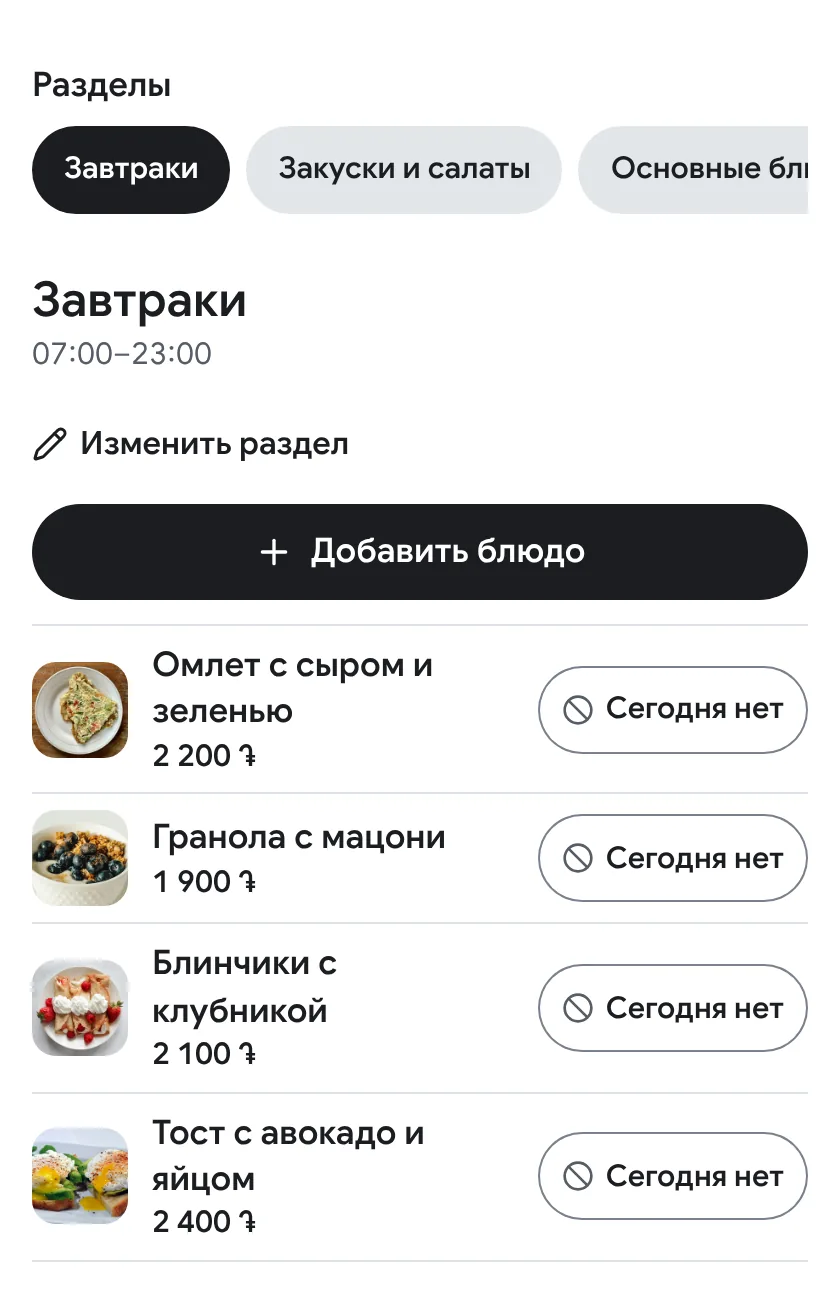 Разделы
Завтраки
Закуски и салаты
Основные бл
Завтраки
07:00–23:00
Изменить раздел
+ Добавить блюдо
Омлет с сыром и
зеленью
2 200 ֏
Сегодня нет
Гранола с мацони
1 900 ֏
Сегодня нет
Блинчики с
клубникой
2 100 ֏
Сегодня нет
Тост с авокадо и
яйцом
2 400 ֏
Сегодня нет